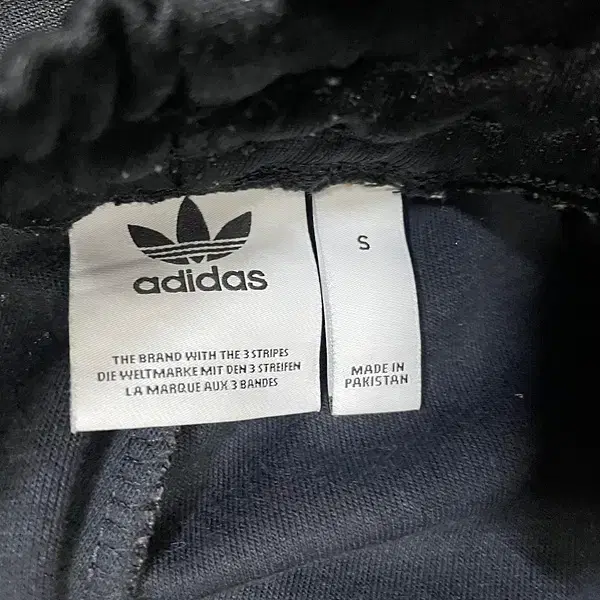 adidas
THE BRAND WITH THE 3 STRIPES
DIE WELTMARKE MIT DEN 3 STREIFEN
LA MARQUE AUX 3 BANDES
S
MADE IN
PAKISTAN